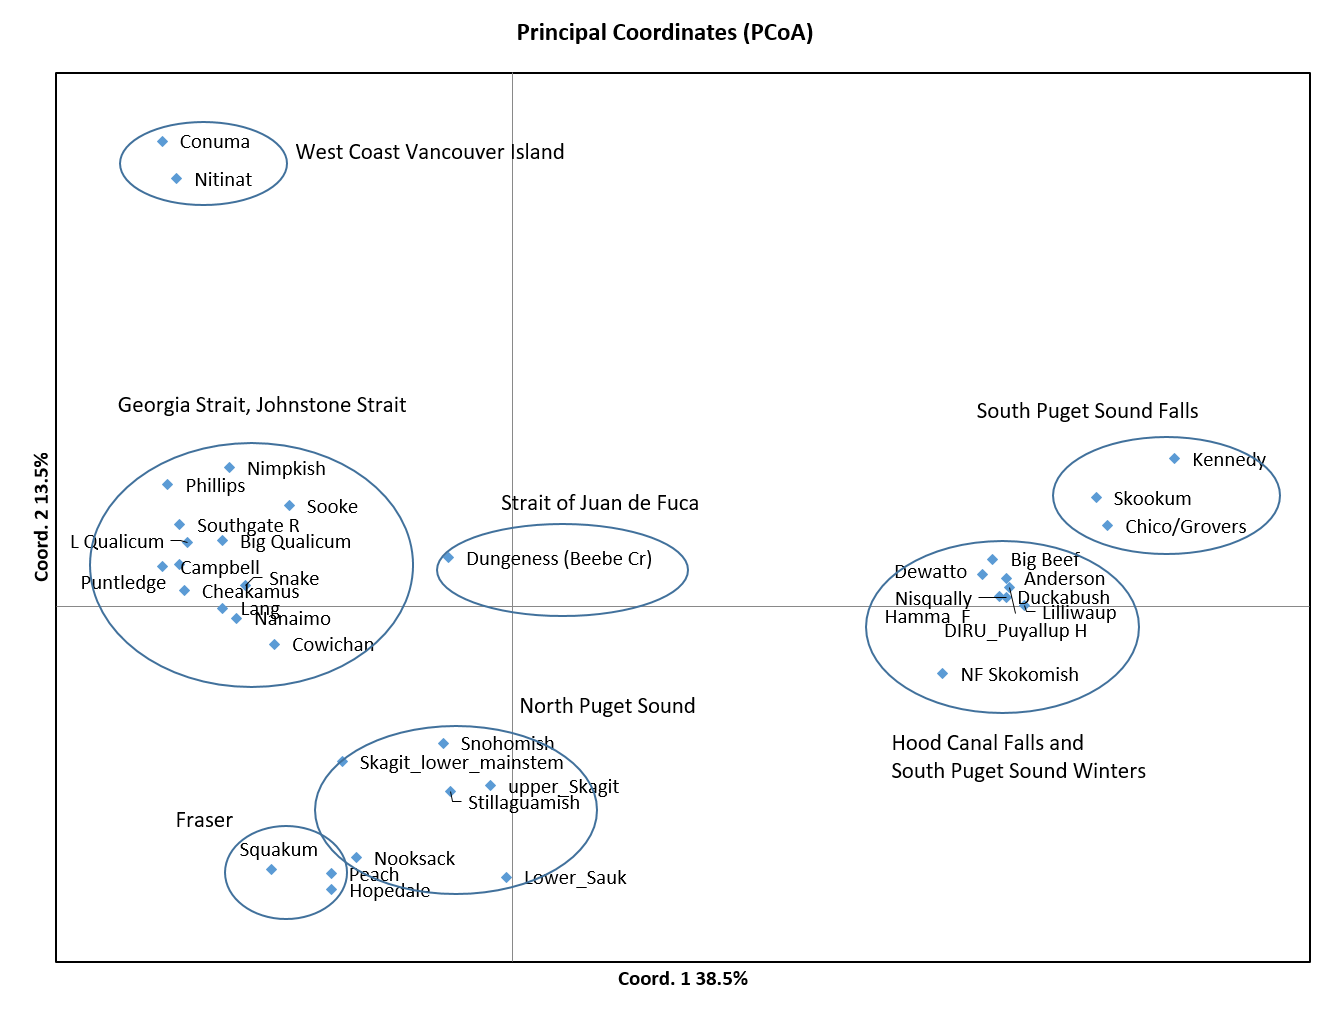 Principal Coordinates (PCoA)
Conuma
West Coast Vancouver Island
Nitinat
Georgia Strait, Johnstone Strait
South Puget Sound Falls
Kennedy
Nimpkish
Phillips
Skookum
Sooke
Strait of Juan de Fuca
Southgate R
Chico/Grovers
L Qualicum
Big Qualicum
Dungeness (Beebe Cr)
Big Beef
Campbell
Dewatto
Puntledge
Snake
Anderson
Cheakamus
Nisqually
Duckabush
Lang
Hamma_F
Lilliwaup
Nanaimo
DIRU_Puyallup H
Cowichan
NF Skokomish
North Puget Sound
Snohomish
Hood Canal Falls and
South Puget Sound Winters
Skagit_lower_mainstem
upper_Skagit
Stillaguamish
Fraser
Squakum
Nooksack
Peach
Lower_Sauk
Hopedale
Coord. 2 13.5%
Coord. 1 38.5%